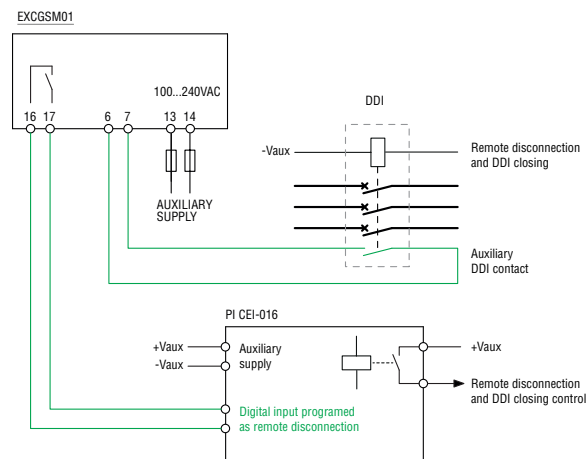 EXCGSM01
100...240VAC
16 17 6 7 13 14
AUXILIARY
SUPPLY
DDI
-Vaux
Remote disconnection
and DDI closing
Auxiliary
DDI contact
PI CEI-016
+Vaux
-Vaux
Auxiliary
supply
+Vaux
Remote disconnection
and DDI closing control
Digital input programed
as remote disconnection